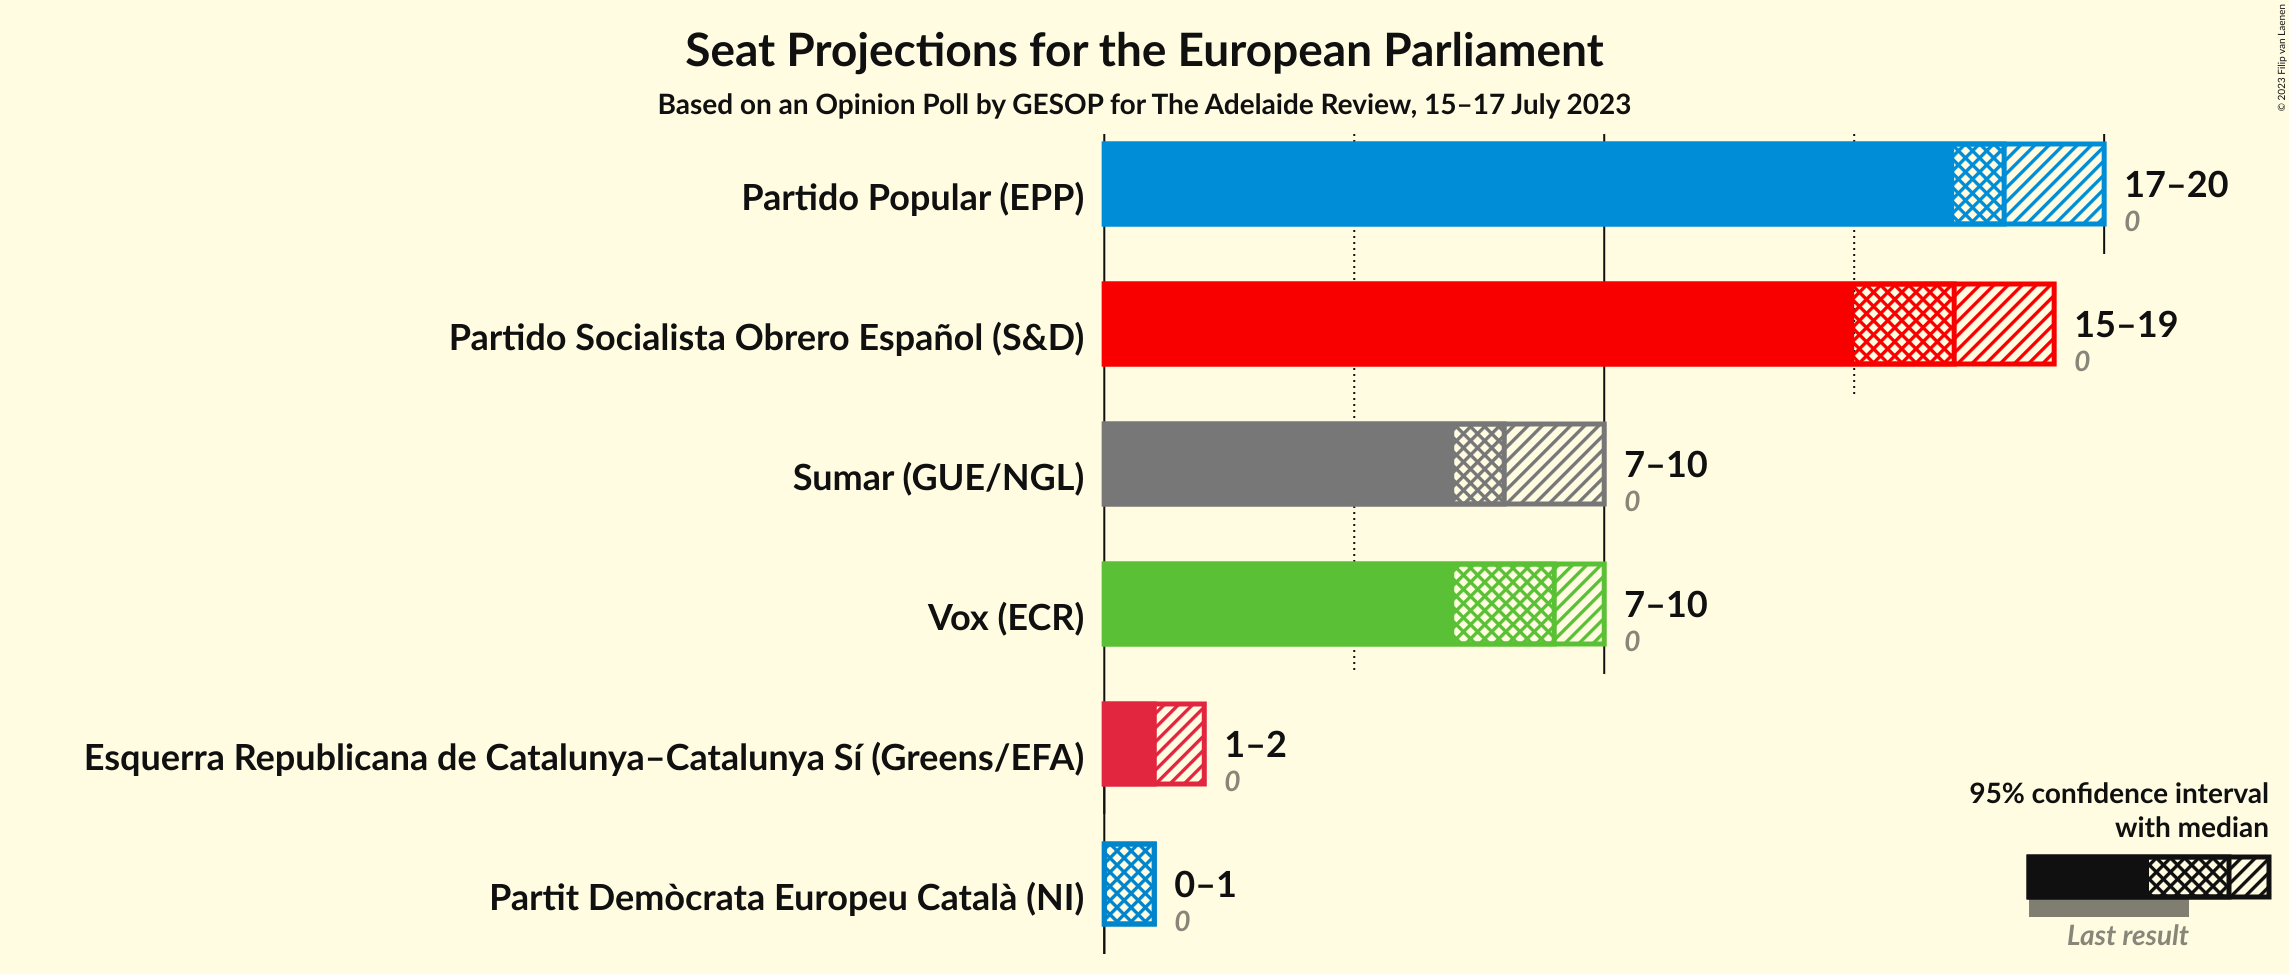 Seat Projections for the European Parliament
Based on an Opinion Poll by GESOP for The Adelaide Review, 15–17 July 2023
© 2023 Filip van Laenen
Partido Popular (EPP)
17–20
0
Partido Socialista Obrero Español (S&D)
15–19
0
Sumar (GUE/NGL)
7–10
0
Vox (ECR)
7–10
0
Esquerra Republicana de Catalunya–Catalunya Sí (Greens/EFA)
1–2
0
Partit Demòcrata Europeu Català (NI)
0–1
0
95% confidence interval
with median
Last result